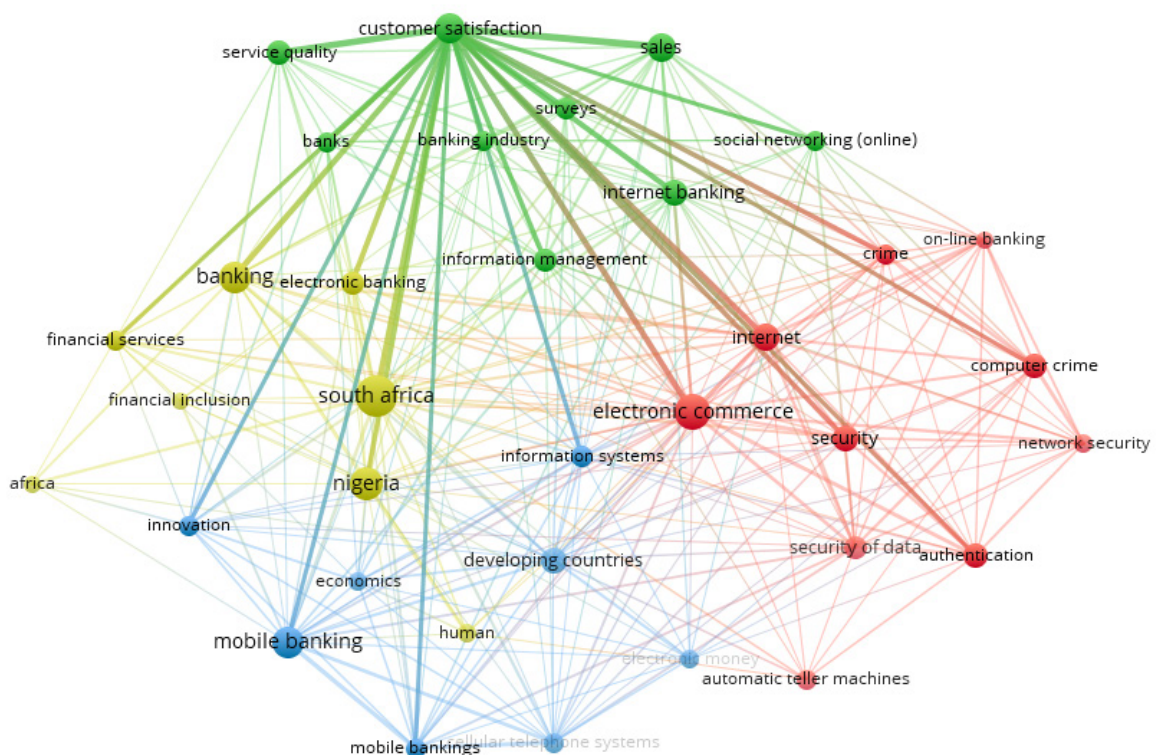 customer satisfaction
service quality
sales
surveys
banks
banking industry
social networking (online)
internet banking
on-line banking
crime
information management
banking
electronic banking
financial services
internet
computer crime
south africa
financial inclusion
electronic commerce
security
network security
information systems
africa
nigeria
innovation
security of data
authentication
developing countries
economics
human
mobile banking
electronic money
automatic teller machines
mobile bankings
cellular telephone systems